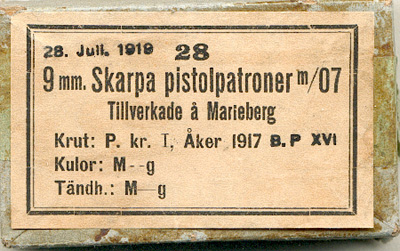 28. Juli. 1919 28
9 mm. Skarpa pistolpatroner m/07
Tillverkade å Marieberg
Krut: P. kr. I, Åker 1917 B.P XVI
Kulor: M--g
Tändh.: M—g